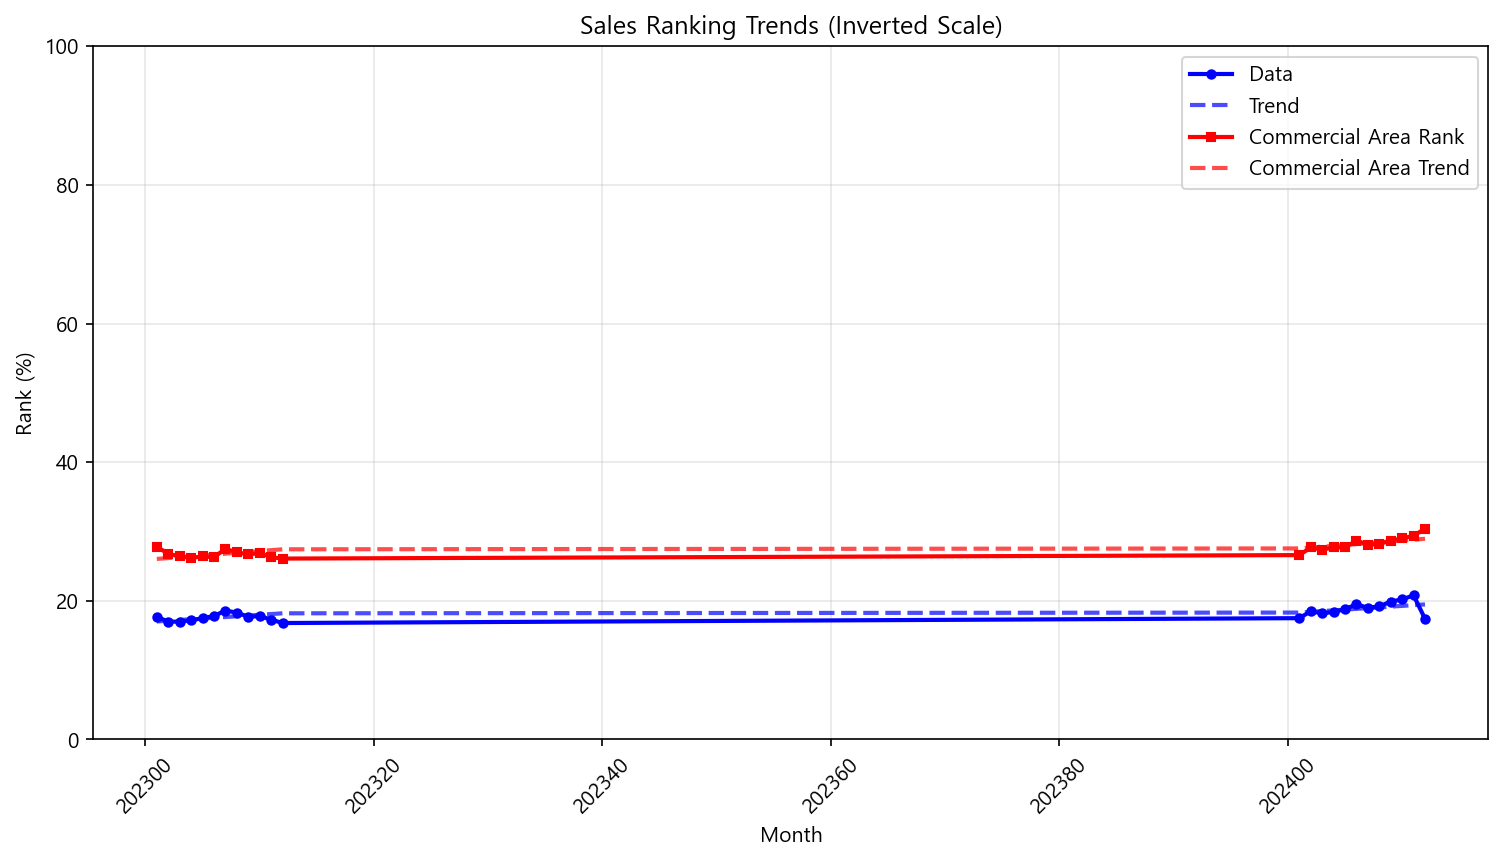 Sales Ranking Trends (Inverted Scale)
Data
Trend
Commercial Area Rank
Commercial Area Trend
100
80
60
40
20
0
Rank (%)
202300
202320
202340
202360
202380
202400
Month